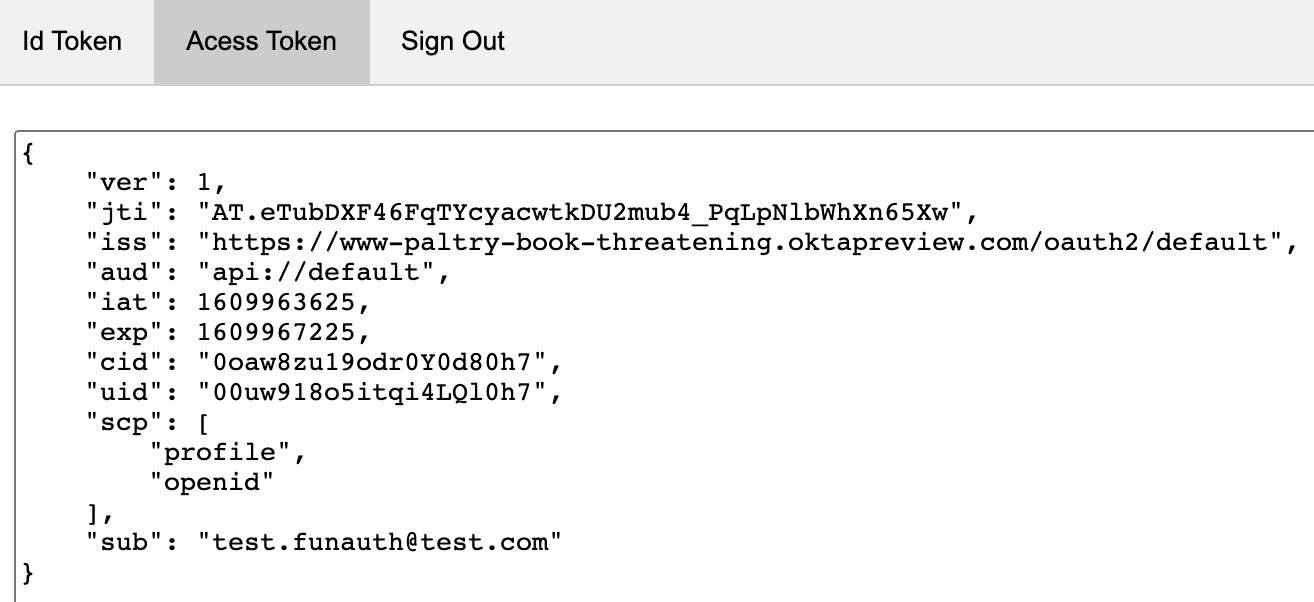 Id Token Acess Token Sign Out
{
"ver": 1,
"jti": "AT.eTubDXF46FqTYcyacwtkDU2mub4_PqLpNlbWhXn65Xw",
"iss": "https://www-paltry-book-threatening.oktapreview.com/oauth2/default",
"aud": "api://default",
"iat": 1609963625,
"exp": 1609967225,
"cid": "0oaw8zu19odr0Y0d80h7",
"uid": "00uw918o5itqi4LQl0h7",
"scp": [
"profile",
"openid"
],
"sub": "test.funauth@test.com"
}